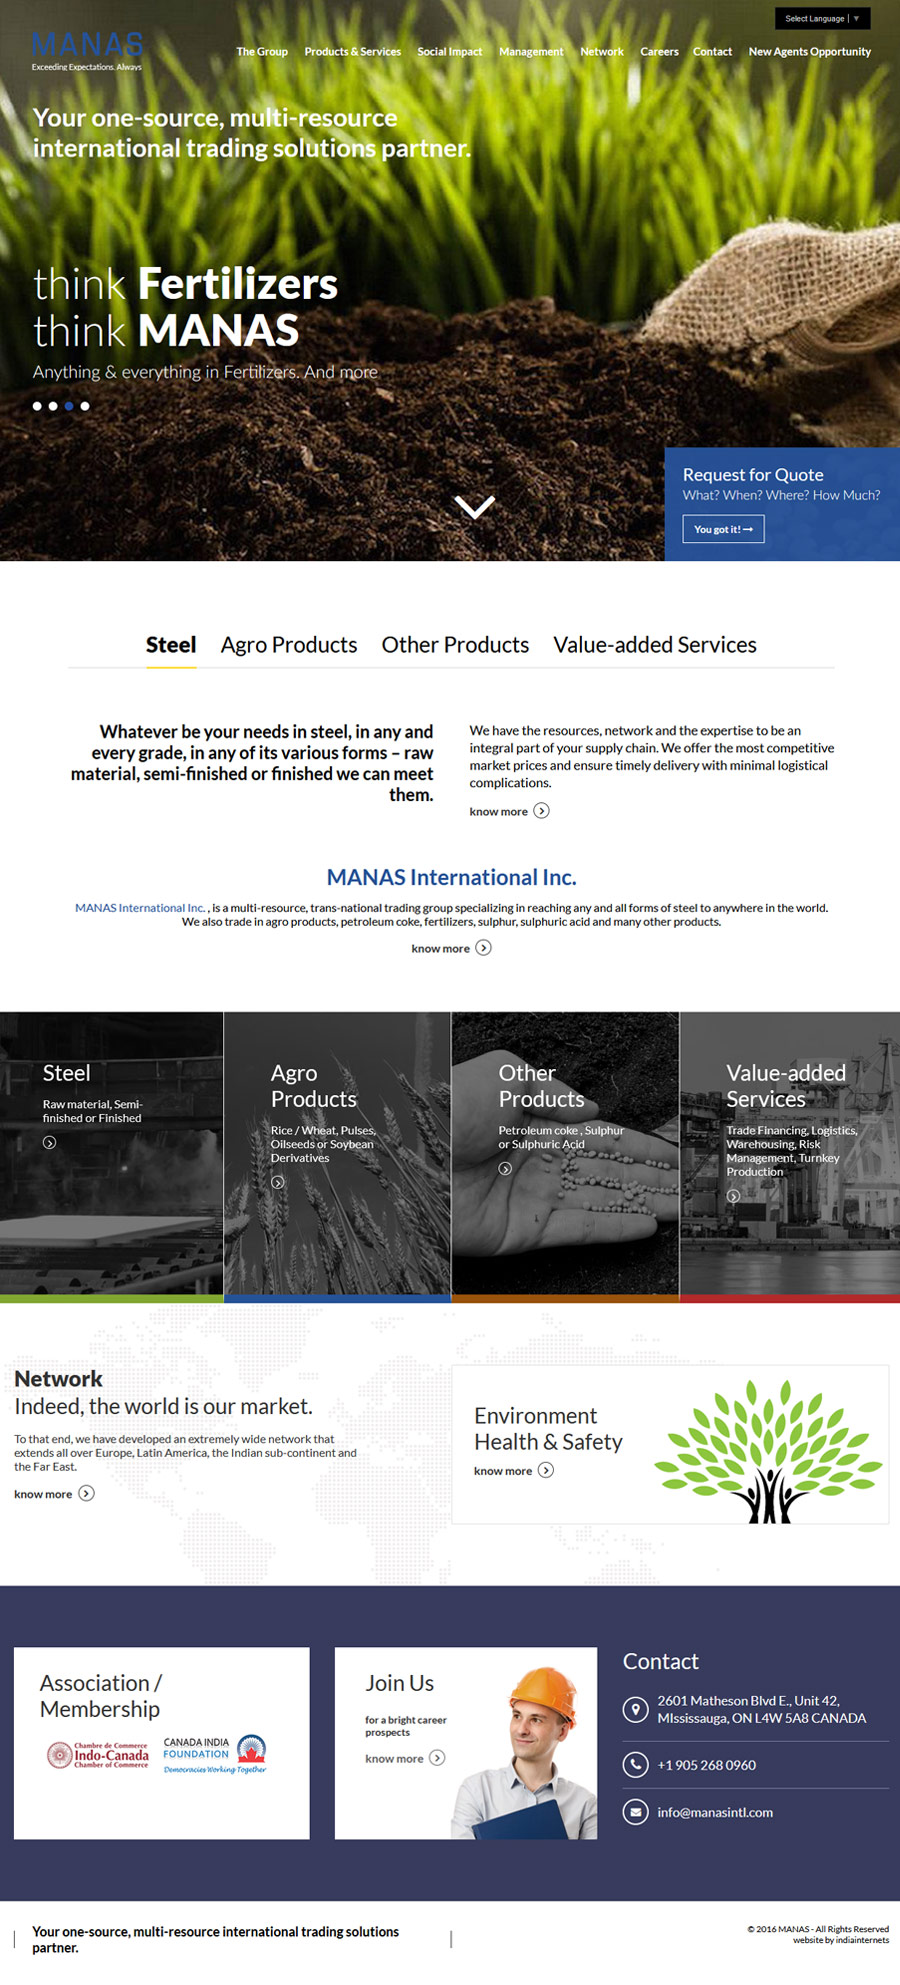 Select Language | ▼
MANAS
Exceeding Expectations. Always
The Group Products & Services Social Impact Management Network Careers Contact New Agents Opportunity
Your one-source, multi-resource
international trading solutions partner.
think Fertilizers
think MANAS
Anything & everything in Fertilizers. And more
Request for Quote
What? When? Where? How Much?
You got it!
Steel Agro Products Other Products Value-added Services
Whatever be your needs in steel, in any and
every grade, in any of its various forms – raw
material, semi-finished or finished we can meet
them.
We have the resources, network and the expertise to be an
integral part of your supply chain. We offer the most competitive
market prices and ensure timely delivery with minimal logistical
complications.
know more
MANAS International Inc.
MANAS International Inc. , is a multi-resource, trans-national trading group specializing in reaching any and all forms of steel to anywhere in the world.
We also trade in agro products, petroleum coke, fertilizers, sulphur, sulphuric acid and many other products.
know more
Steel
Raw material, Semi-
finished or Finished
Agro
Products
Rice / Wheat, Pulses,
Oilseeds or Soybean
Derivatives
Other
Products
Petroleum coke , Sulphur
or Sulphuric Acid
Value-added
Services
Trade Financing, Logistics,
Warehousing, Risk
Management, Turnkey
Production
Network
Indeed, the world is our market.
To that end, we have developed an extremely wide network that
extends all over Europe, Latin America, the Indian sub-continent and
the Far East.
know more
Environment
Health & Safety
know more
Association /
Membership
Chambre de Commerce
Indo-Canada
Chamber of Commerce
CANADA INDIA
FOUNDATION
Democracies Working Together
Join Us
for a bright career
prospects
know more
Contact
2601 Matheson Blvd E., Unit 42,
MIssissauga, ON L4W 5A8 CANADA
+1 905 268 0960
info@manasintl.com
Your one-source, multi-resource international trading solutions
partner.
© 2016 MANAS - All Rights Reserved
website by indiainternets